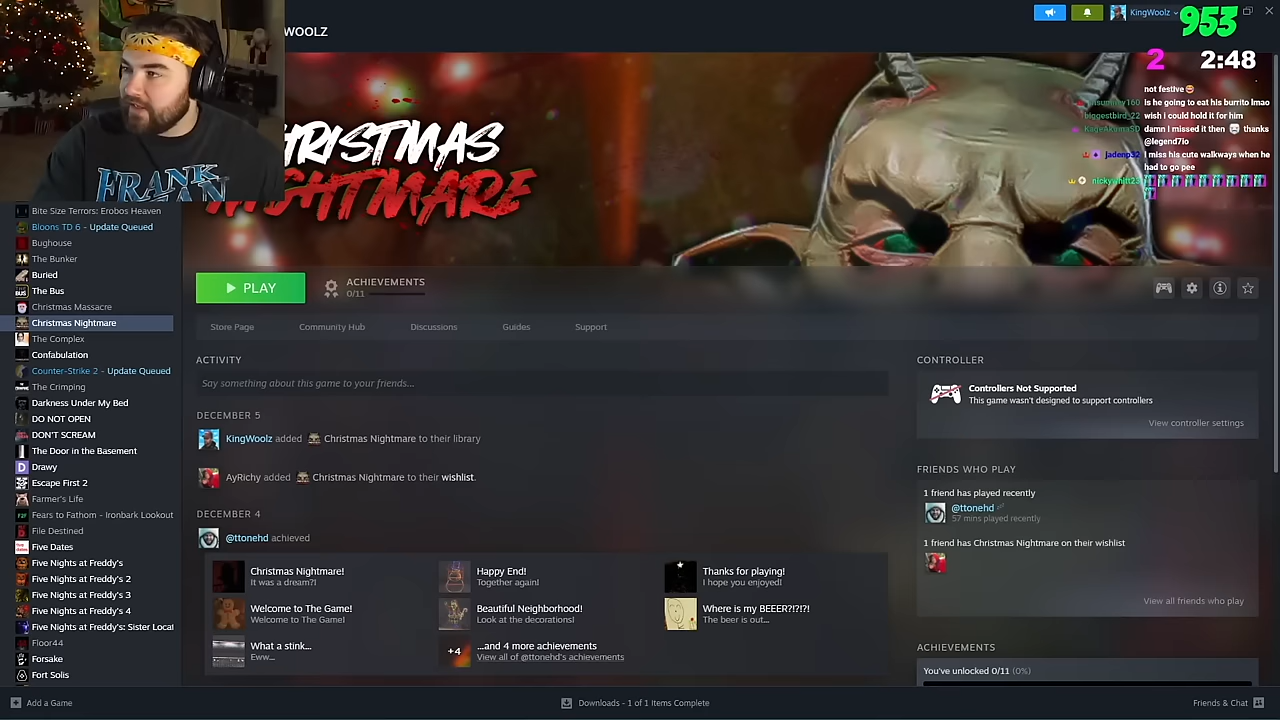 WOOLZ
KingWoolz
953
2 2:48
CHRISTMAS
NIGHTMARE
not festive
Is he going to eat his burrito lmao
biggestbird_22 wish i could hold it for him
KageAkumaSD damn I missed it then thanks
@legend7io
jadenp32 I miss his cute walkways when he
had to go pee
FRANK
Bite Size Terrors: Erobos Heaven
Bloons TD 6 - Update Queued
Bughouse
The Bunker
Buried
The Bus
Christmas Massacre
Christmas Nightmare
The Complex
Confabulation
Counter-Strike 2 - Update Queued
The Crimping
Darkness Under My Bed
DO NOT OPEN
DON'T SCREAM
The Door in the Basement
Drawy
Escape First 2
Farmer's Life
Fears to Fathom - Ironbark Lookout
File Destined
Five Dates
Five Nights at Freddy's
Five Nights at Freddy's 2
Five Nights at Freddy's 3
Five Nights at Freddy's 4
Five Nights at Freddy's: Sister Locat
Floor44
Forsake
Fort Solis
PLAY
ACHIEVEMENTS
0/11
Store Page Community Hub Discussions Guides Support
ACTIVITY
Say something about this game to your friends...
DECEMBER 5
KingWoolz added Christmas Nightmare to their library
AyRichy added Christmas Nightmare to their wishlist.
DECEMBER 4
@ttonehd achieved
Christmas Nightmare!
It was a dream?!
Happy End!
Together again!
Thanks for playing!
I hope you enjoyed!
Welcome to The Game!
Welcome to The Game!
Beautiful Neighborhood!
Look at the decorations!
Where is my BEEER?!?!?!
The beer is out...
What a stink...
Eww...
+4
...and 4 more achievements
View all of @ttonehd's achievements
CONTROLLER
Controllers Not Supported
This game wasn't designed to support controllers
View controller settings
FRIENDS WHO PLAY
1 friend has played recently
@ttonehd
57 mins played recently
1 friend has Christmas Nightmare on their wishlist
View all friends who play
ACHIEVEMENTS
You've unlocked 0/11 (0%)
Add a Game
Downloads - 1 of 1 Items Complete
Friends & Chat